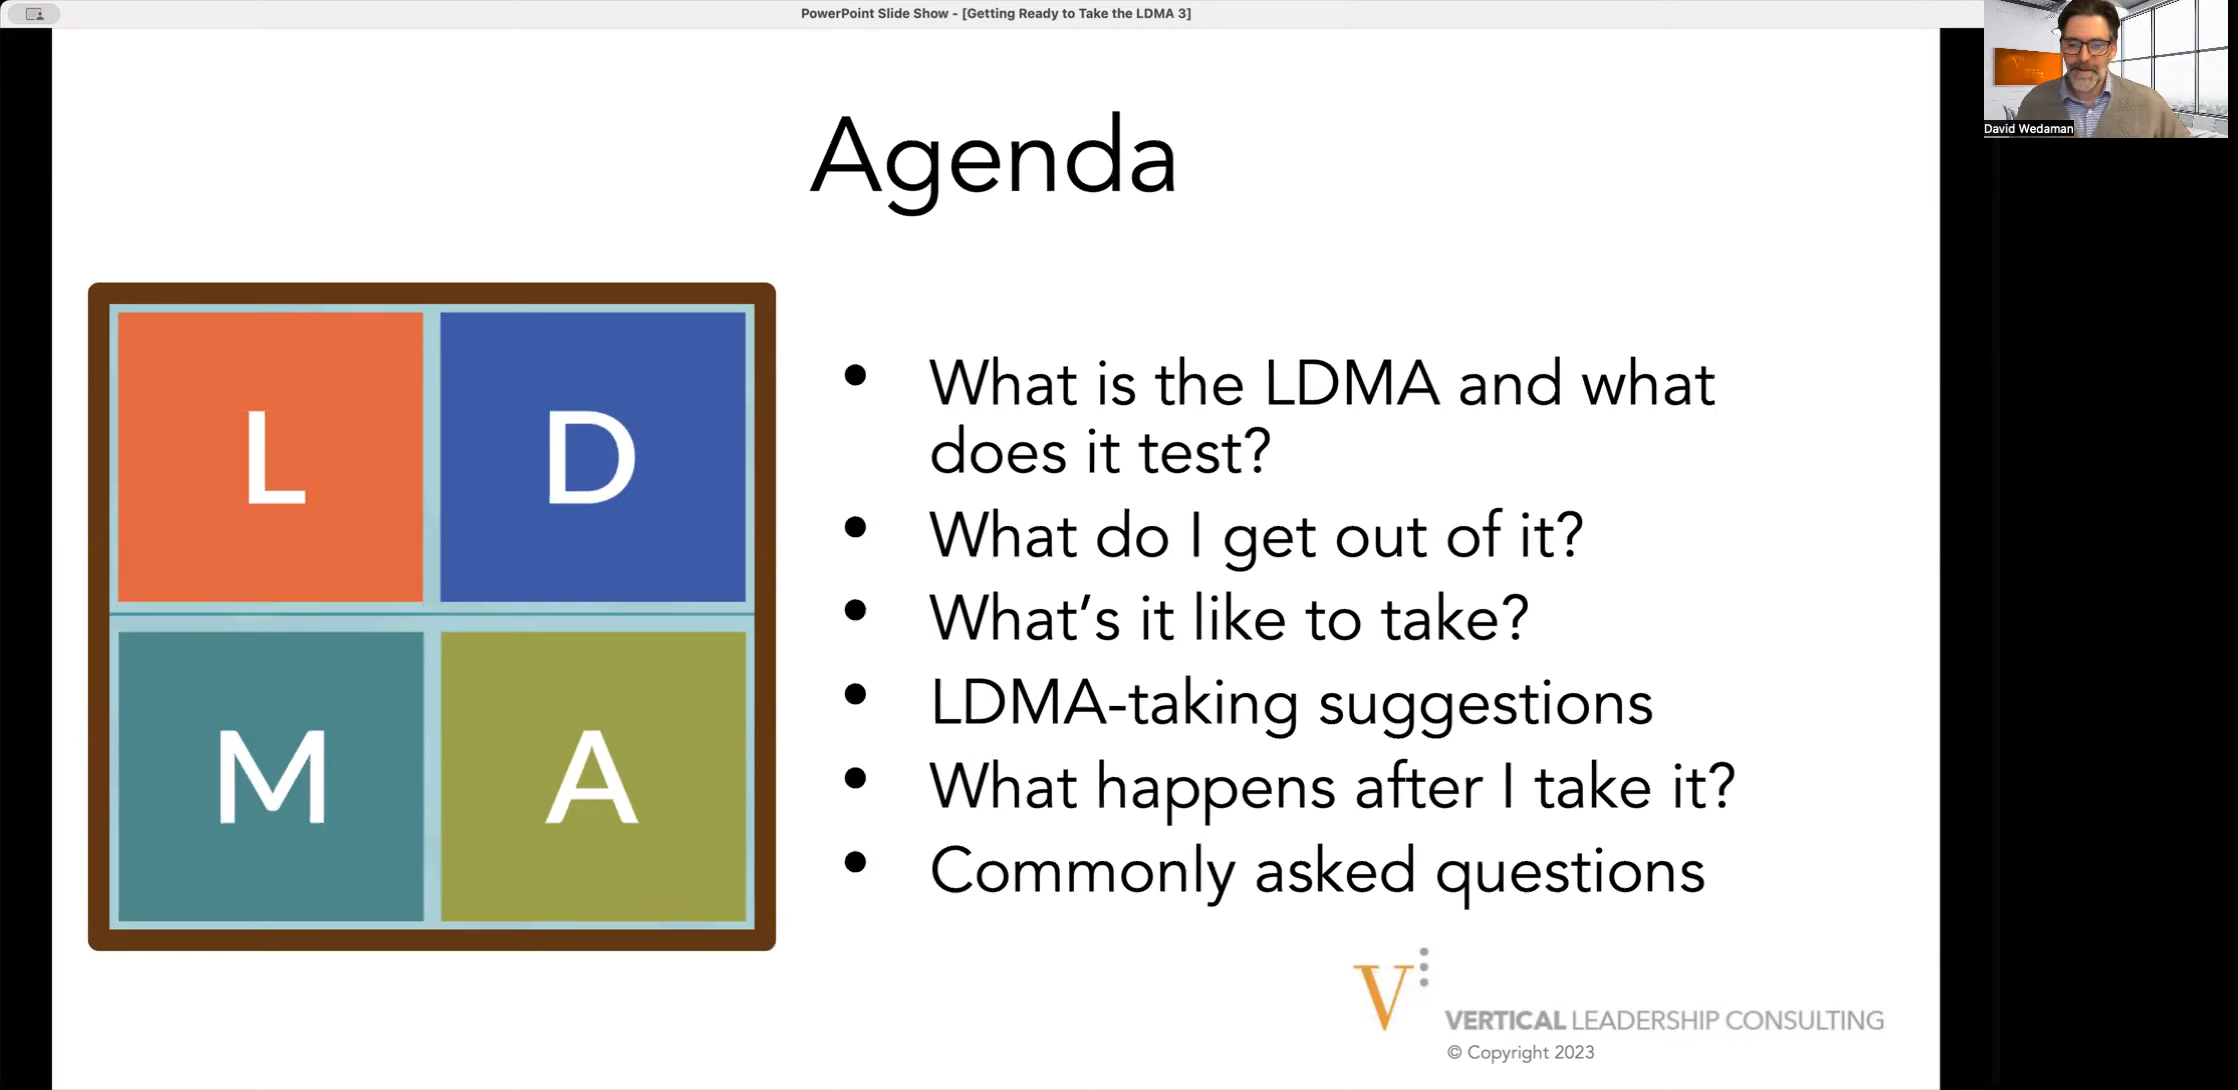 PowerPoint Slide Show - [Getting Ready to Take the LDMA 3]
David Wedaman
Agenda
L D
M A
• What is the LDMA and what
does it test?
• What do I get out of it?
• What's it like to take?
• LDMA-taking suggestions
• What happens after I take it?
• Commonly asked questions
V
VERTICAL LEADERSHIP CONSULTING
© Copyright 2023